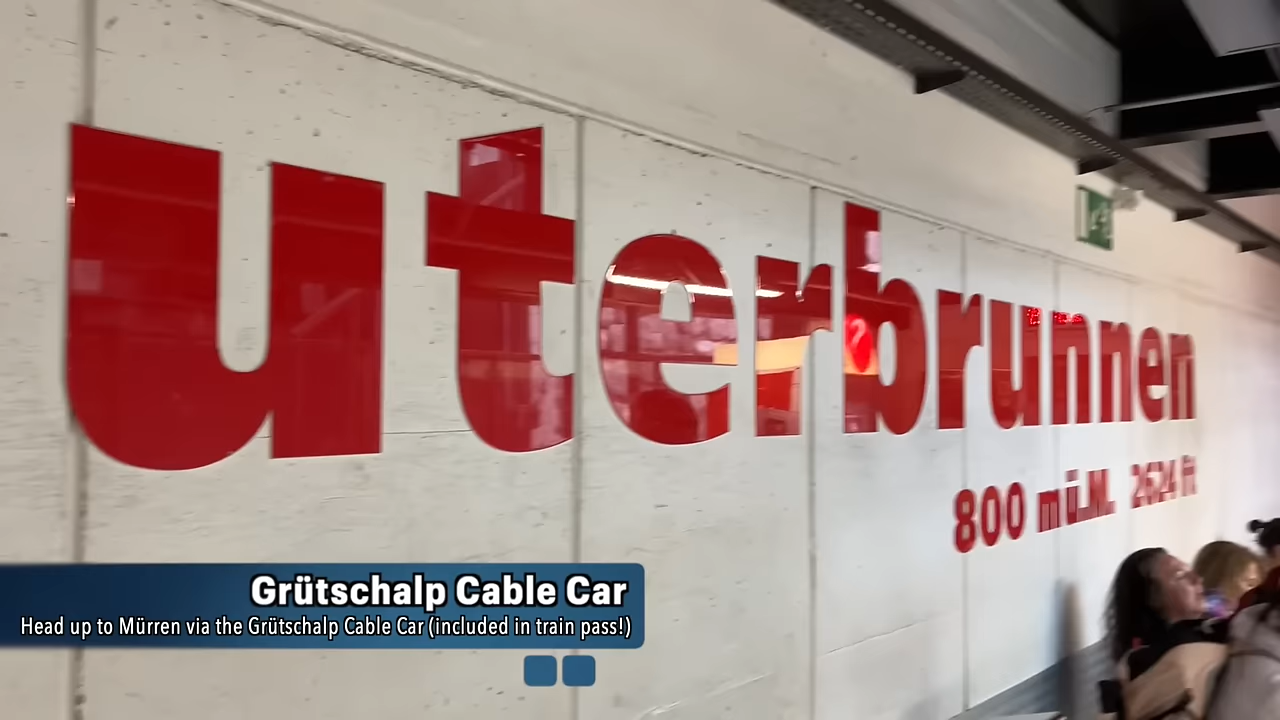 uterbrunnen
800 m ü.M. 2624 ft
Grütschalp Cable Car
Head up to Mürren via the Grütschalp Cable Car (included in train pass!)